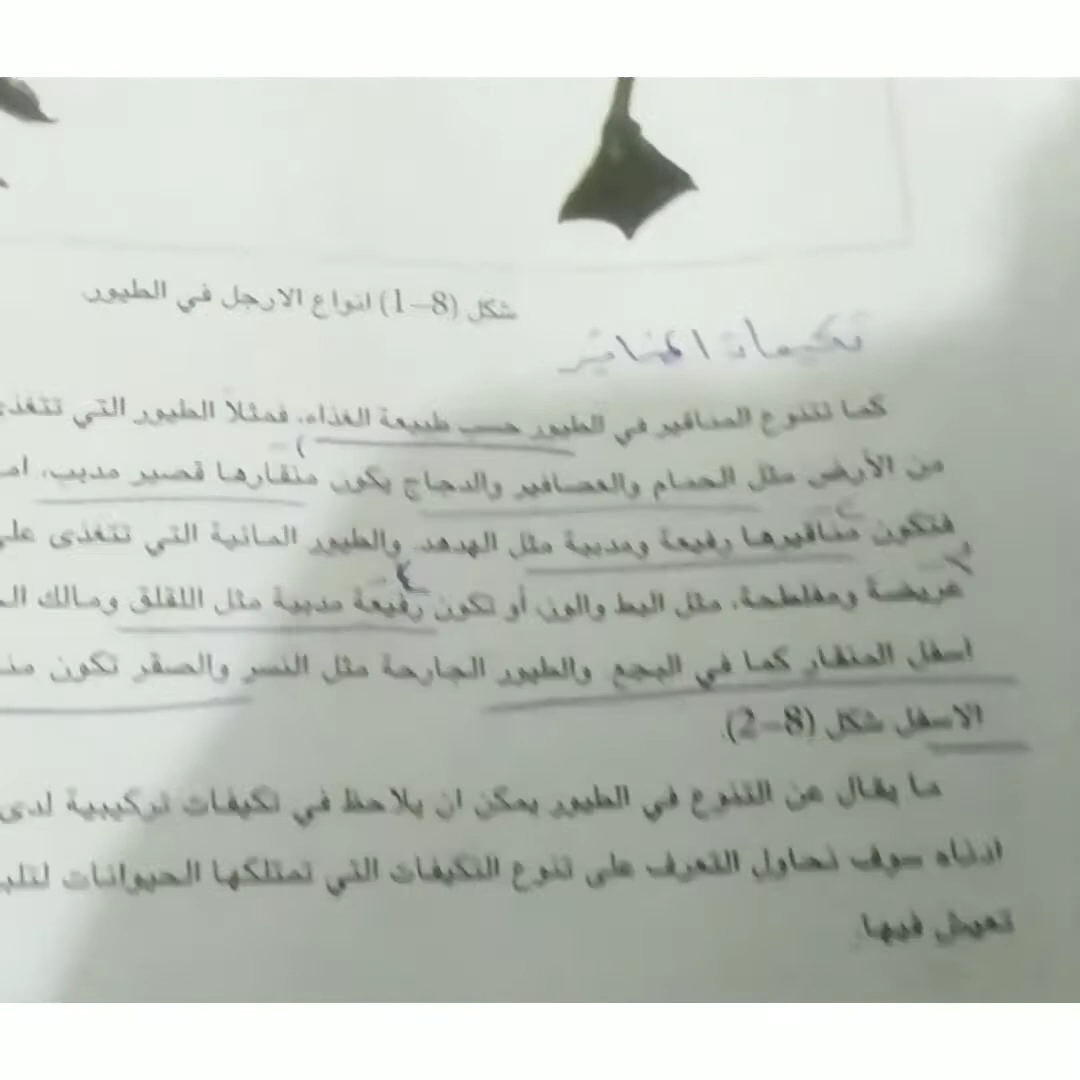 شكل (8-1) انواع الارجل في الطيور
تكيفات المناقير
كما تتنوع المناقير في الطيور حسب طبيعة الغذاء، فمثلاً الطيور التي تتغذى
من الأرض مثل الحمام والعصافير والدجاج يكون منقارها قصير مدبب، اما
فتكون مناقيرها رفيعة ومدببة مثل الهدهد والطيور المائية التي تتغذى على
عريضة ومفلطحة، مثل البط والوز، أو تكون رفيعة مدببة مثل اللقلق ومالك
اسفل المنقار كما في البجع والطيور الجارحة مثل النسر والصقر تكون
الاسفل شكل (8-2).
ما يقال عن التنوع في الطيور يمكن ان يلاحظ في تكيفات تركيبية لدى
ادناه سوف نحاول التعرف على تنوع التكيفات التي تمتلكها الحيوانات
تعيش فيها.